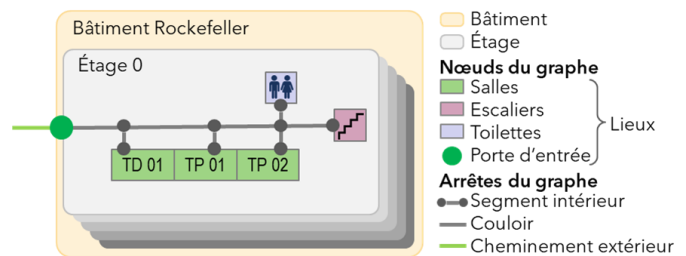 Bâtiment Rockefeller
Étage 0
TD 01
TP 01
TP 02
Bâtiment
Étage
Nœuds du graphe
Salles
Escaliers
Toilettes
Porte d'entrée
Lieux
Arrêtes du graphe
Segment intérieur
Couloir
Cheminement extérieur